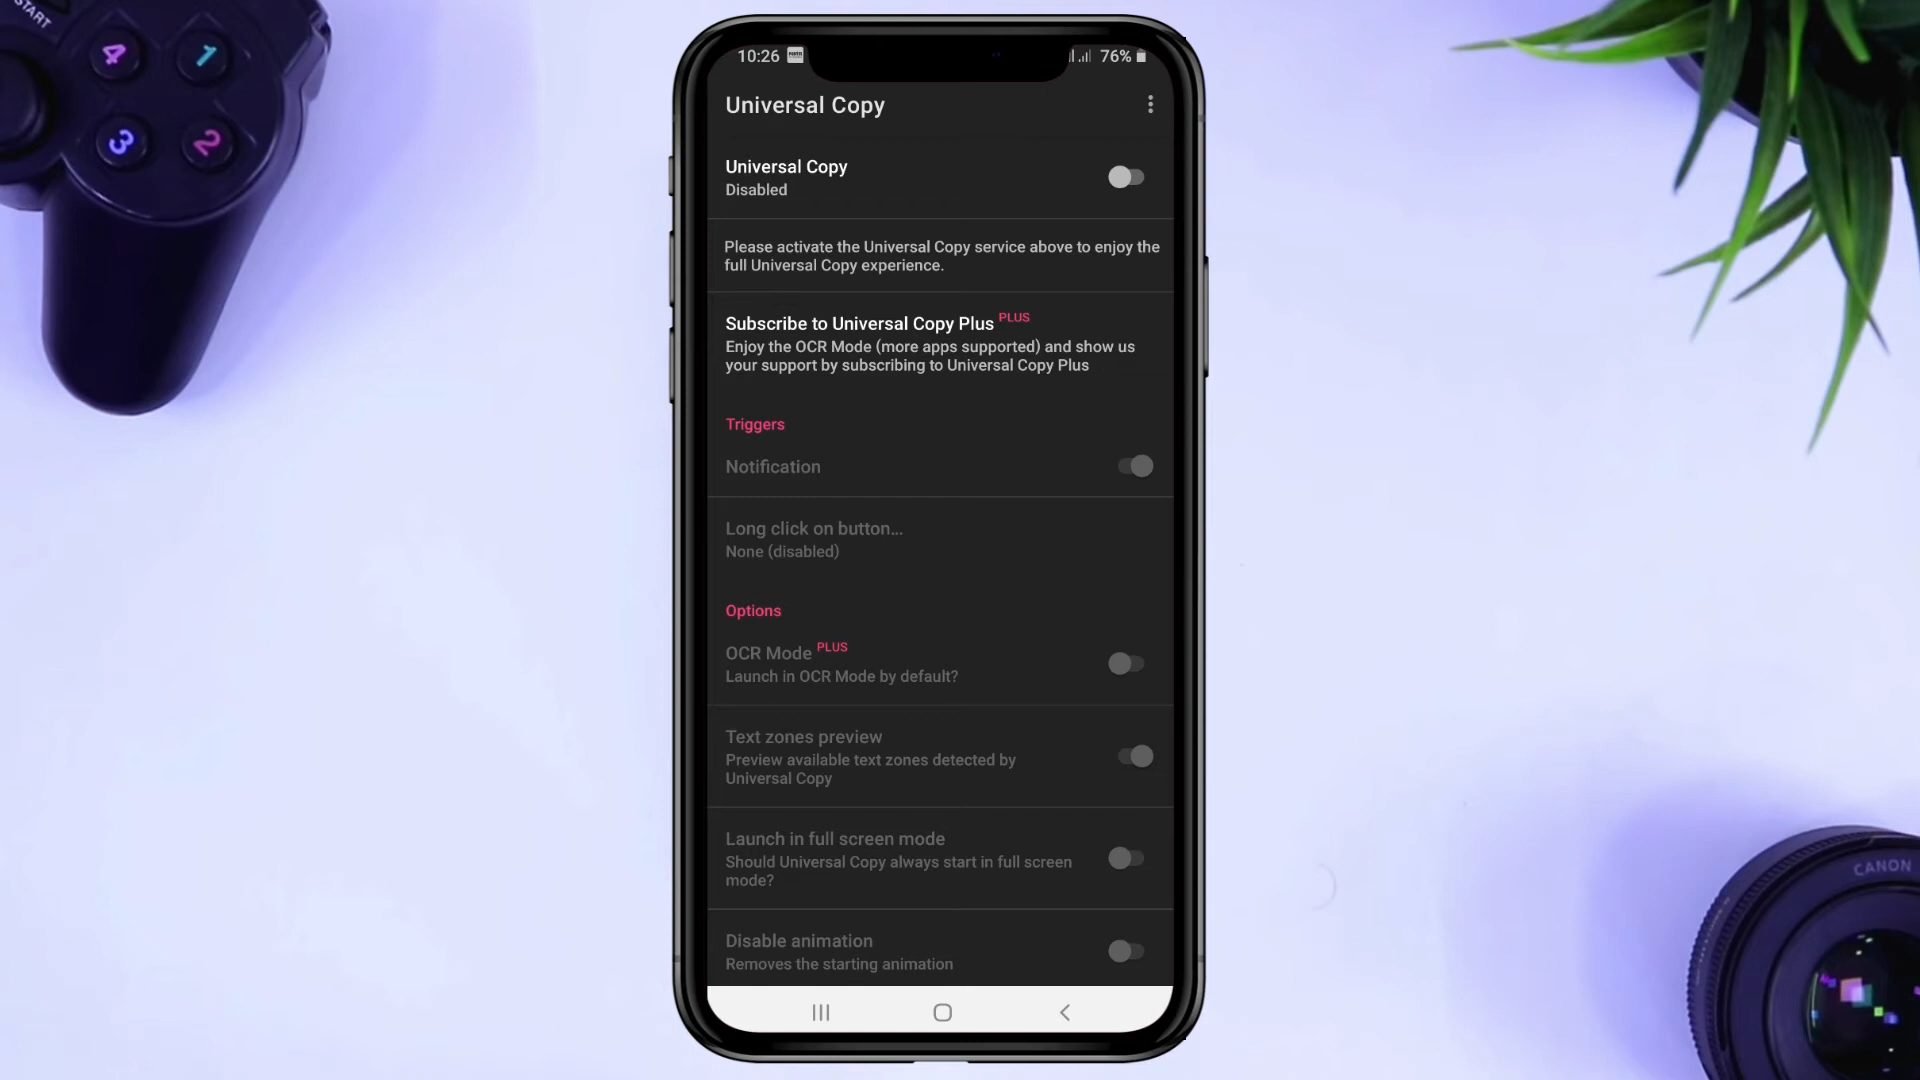 START
4
1
3
2
10:26
76%
Universal Copy
Universal Copy
Disabled
Please activate the Universal Copy service above to enjoy the
full Universal Copy experience.
Subscribe to Universal Copy Plus PLUS
Enjoy the OCR Mode (more apps supported) and show us
your support by subscribing to Universal Copy Plus
Triggers
Notification
Long click on button...
None (disabled)
Options
OCR Mode PLUS
Launch in OCR Mode by default?
Text zones preview
Preview available text zones detected by
Universal Copy
Launch in full screen mode
Should Universal Copy always start in full screen
mode?
Disable animation
Removes the starting animation
CANON